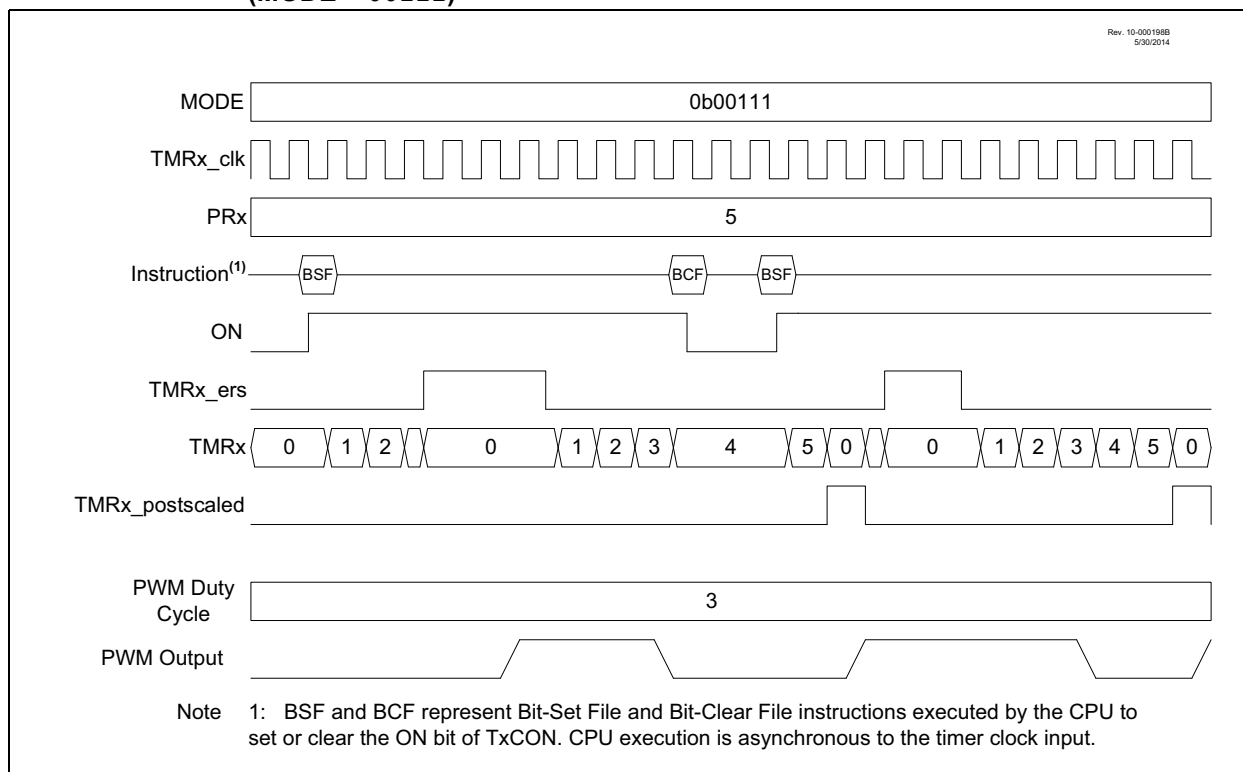 Rev. 10-000198B
5/30/2014
MODE 0b00111
TMRx_clk
PRx 5
Instruction(1) BSF BCF BSF
ON
TMRx_ers
TMRx 0 1 2 0 1 2 3 4 5 0 0 1 2 3 4 5 0
TMRx_postscaled
PWM Duty
Cycle
3
PWM Output
Note 1: BSF and BCF represent Bit-Set File and Bit-Clear File instructions executed by the CPU to
set or clear the ON bit of TxCON. CPU execution is asynchronous to the timer clock input.